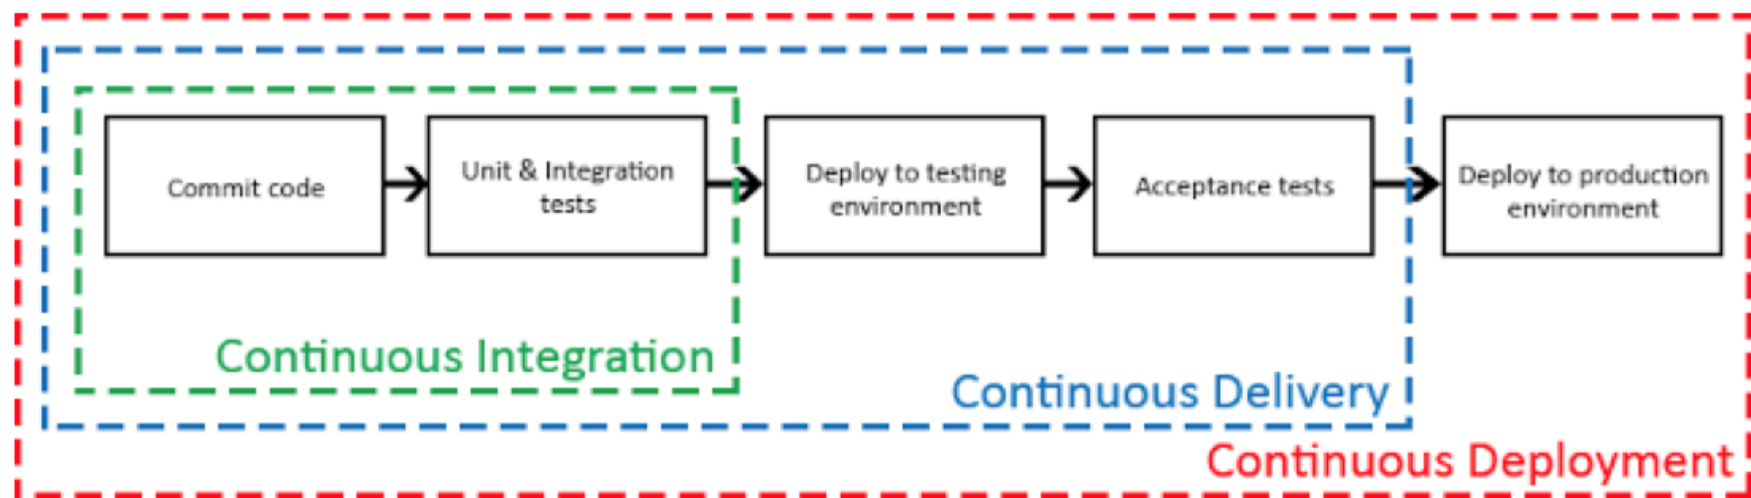 Commit code
Unit & Integration
tests
Deploy to testing
environment
Acceptance tests
Deploy to production
environment
Continuous Integration
Continuous Delivery
Continuous Deployment